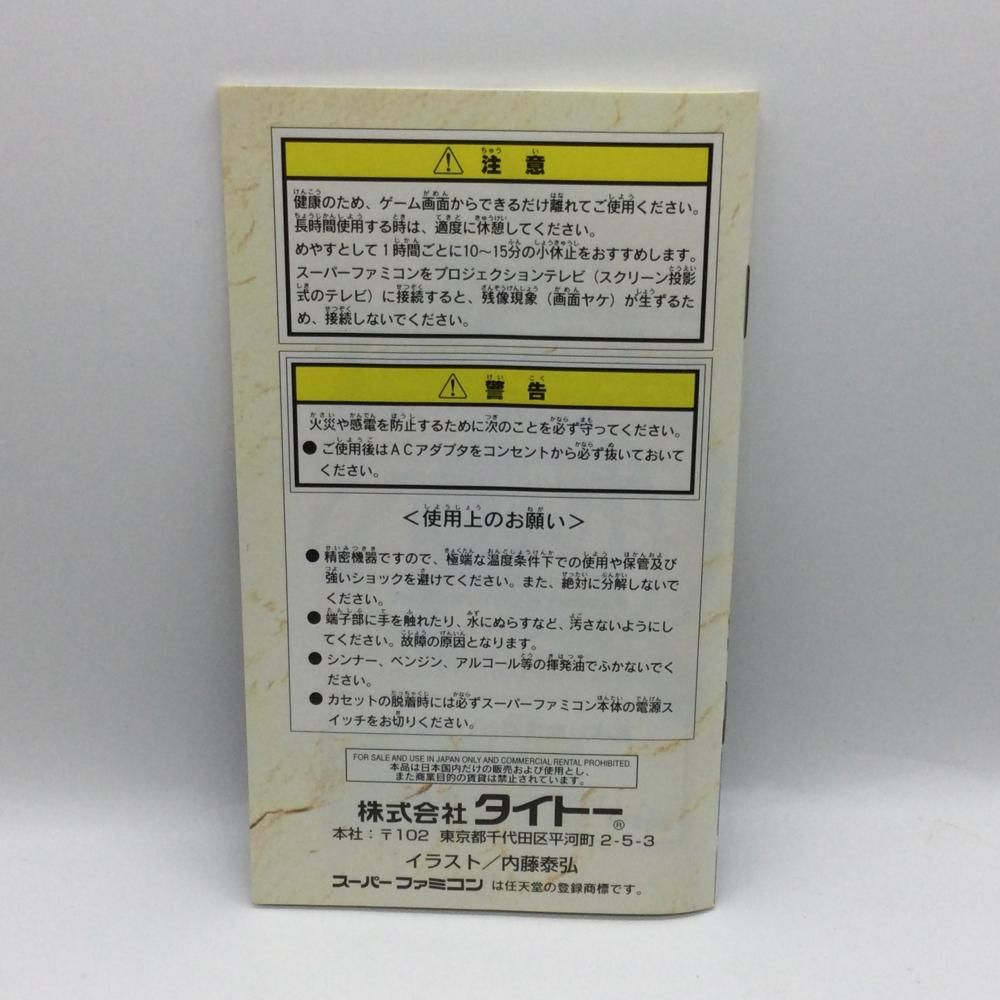 ⚠ 注意
健康のため、ゲーム画面からできるだけ離れてご使用ください。
長時間使用する時は、適度に休憩してください。
めやすとして1時間ごとに10～15分の小休止をおすすめします。
スーパーファミコンをプロジェクションテレビ（スクリーン投影
式のテレビ）に接続すると、残像現象（画面ヤケ）が生ずるた
め、接続しないでください。
⚠ 警告
火災や感電を防止するために次のことを必ず守ってください。
●ご使用後はACアダプタをコンセントから必ず抜いておいて
ください。
＜使用上のお願い＞
●精密機器ですので、極端な温度条件下での使用や保管及び
強いショックを避けてください。また、絶対に分解しないで
ください。
●端子部に手を触れたり、水にぬらすなど、汚さないようにし
てください。故障の原因となります。
●シンナー、ベンジン、アルコール等の揮発油でふかないでく
ださい。
●カセットの脱着時には必ずスーパーファミコン本体の電源ス
イッチをお切りください。
FOR SALE AND USE IN JAPAN ONLY AND COMMERCIAL RENTAL PROHIBITED.
本品は日本国内だけの販売および使用とし、
また商業目的の賃貸は禁止されています。
株式会社タイトー®
本社：〒102 東京都千代田区平河町2-5-3
イラスト／内藤泰弘
スーパーファミコンは任天堂の登録商標です。